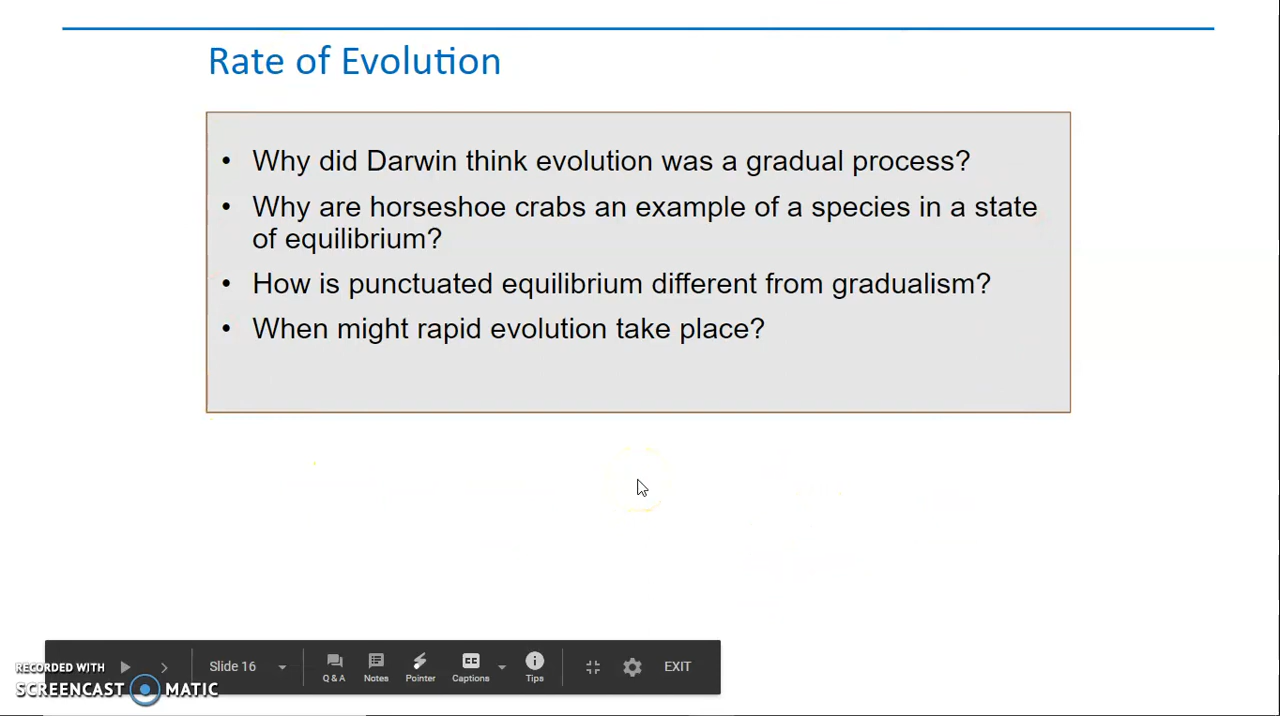 Rate of Evolution
• Why did Darwin think evolution was a gradual process?
• Why are horseshoe crabs an example of a species in a state
of equilibrium?
• How is punctuated equilibrium different from gradualism?
• When might rapid evolution take place?
RECORDED WITH
SCREENCAST MATIC
Slide 16
Q & A
Notes
Pointer
CC
Captions
Tips
EXIT